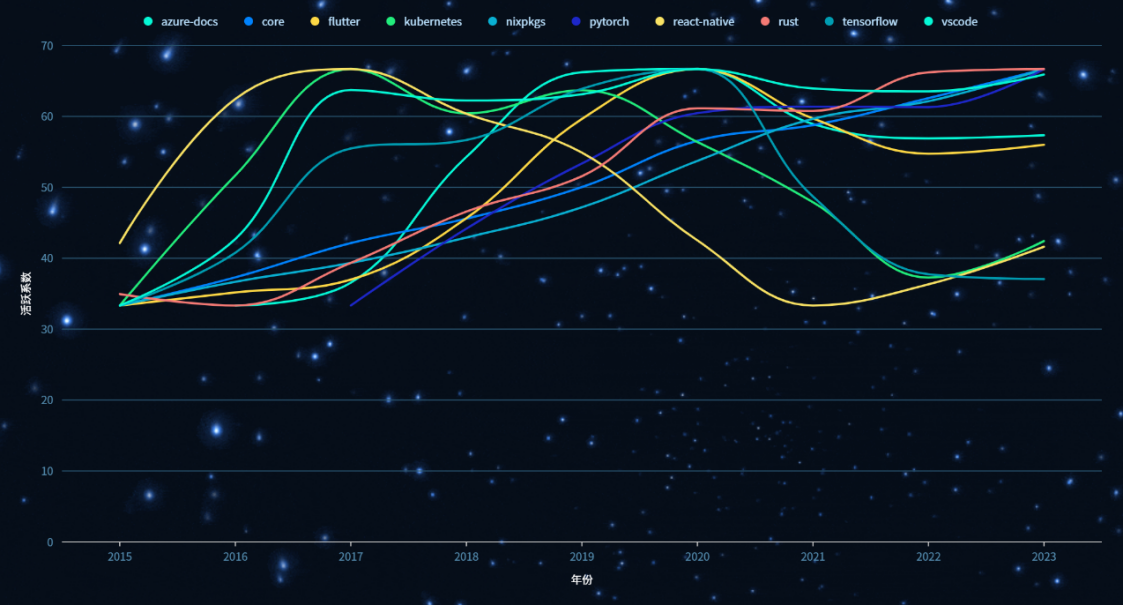 azure-docs core flutter kubernetes nixpkgs pytorch react-native rust tensorflow vscode
70
60
50
40
30
20
10
0
活跃系数
2015 2016 2017 2018 2019 2020 2021 2022 2023
年份